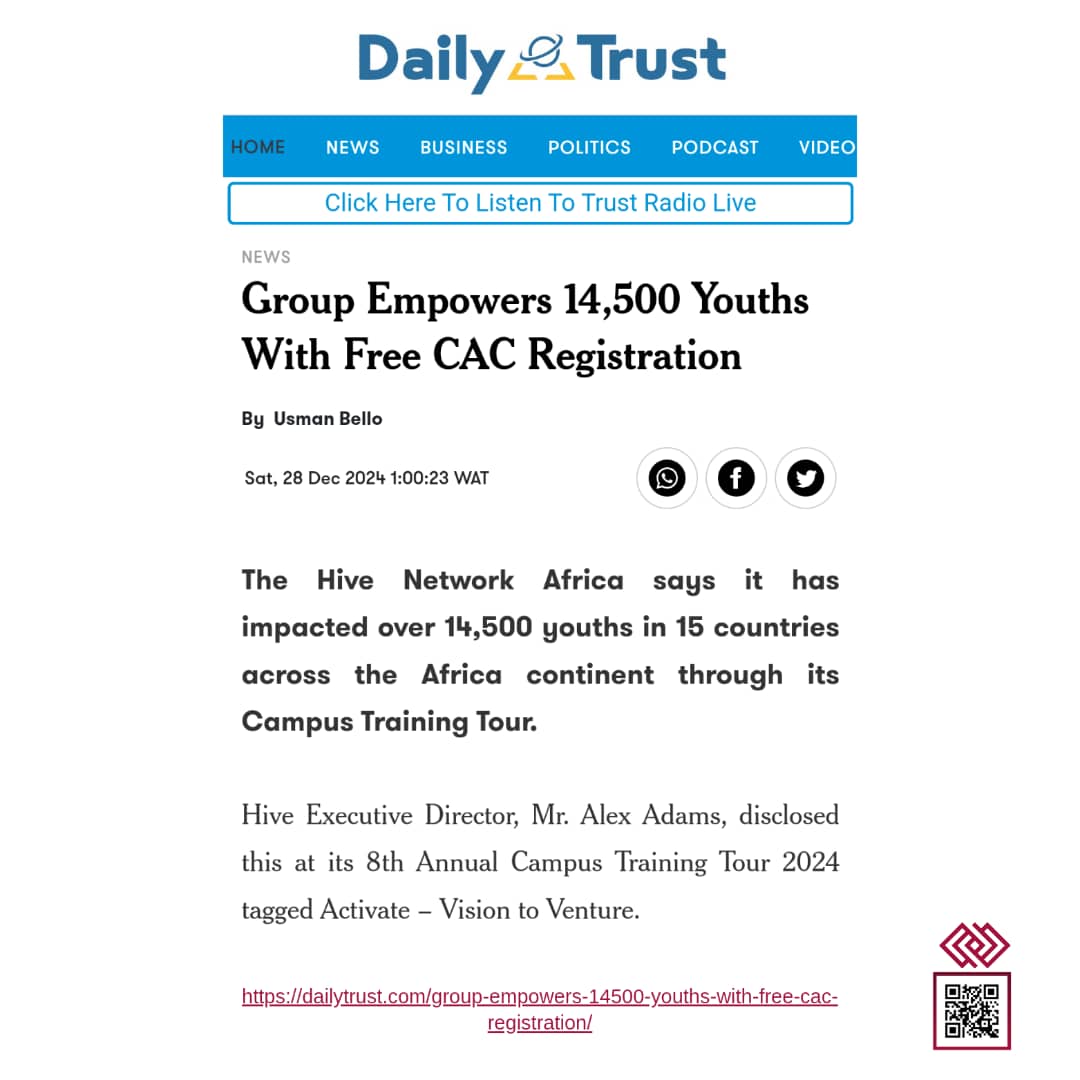 Daily Trust
HOME NEWS BUSINESS POLITICS PODCAST VIDEO
Click Here To Listen To Trust Radio Live
NEWS
Group Empowers 14,500 Youths
With Free CAC Registration
By Usman Bello
Sat, 28 Dec 2024 1:00:23 WAT
The Hive Network Africa says it has
impacted over 14,500 youths in 15 countries
across the Africa continent through its
Campus Training Tour.
Hive Executive Director, Mr. Alex Adams, disclosed
this at its 8th Annual Campus Training Tour 2024
tagged Activate – Vision to Venture.
https://dailytrust.com/group-empowers-14500-youths-with-free-cac-
registration/